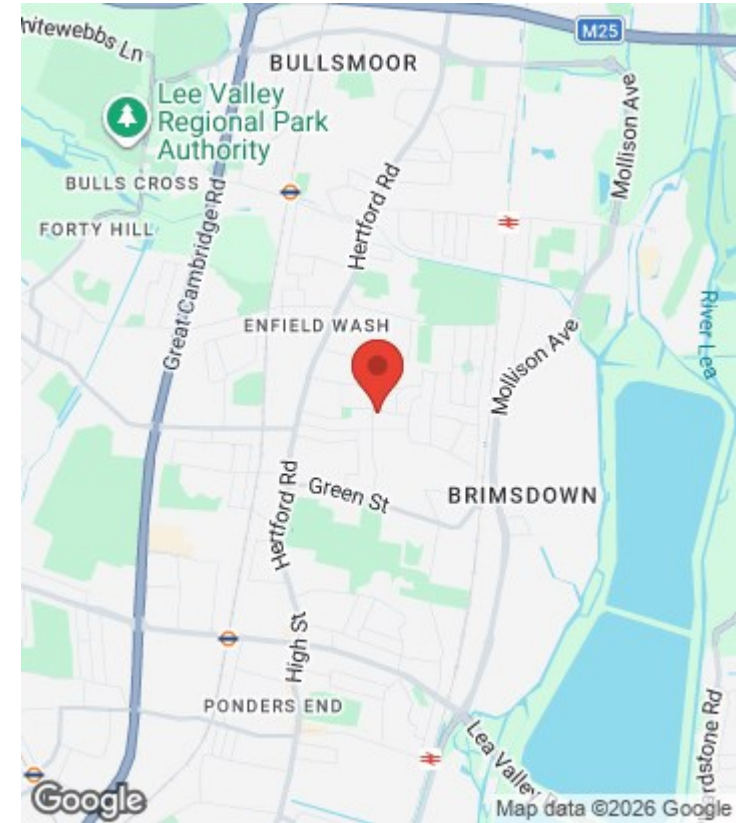 nitewebbs Ln
M25
BULLSMOOR
Lee Valley
Regional Park
Authority
Mollison Ave
BULLS CROSS
Hertford Rd
FORTY HILL
Great Cambridge Rd
River Lea
ENFIELD WASH
Mollison Ave
Hertford Rd
Green St
BRIMSDOWN
High St
PONDERS END
Lea Valley
ardstone Rd
Google
Map data ©2026 Google